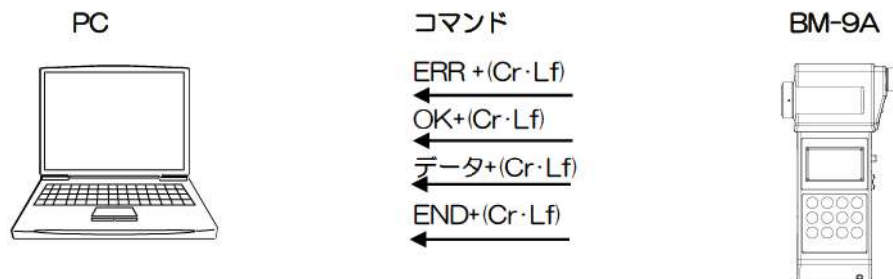 PC
コマンド
BM-9A
ERR +(Cr･Lf)
OK+(Cr･Lf)
データ+(Cr･Lf)
END+(Cr･Lf)